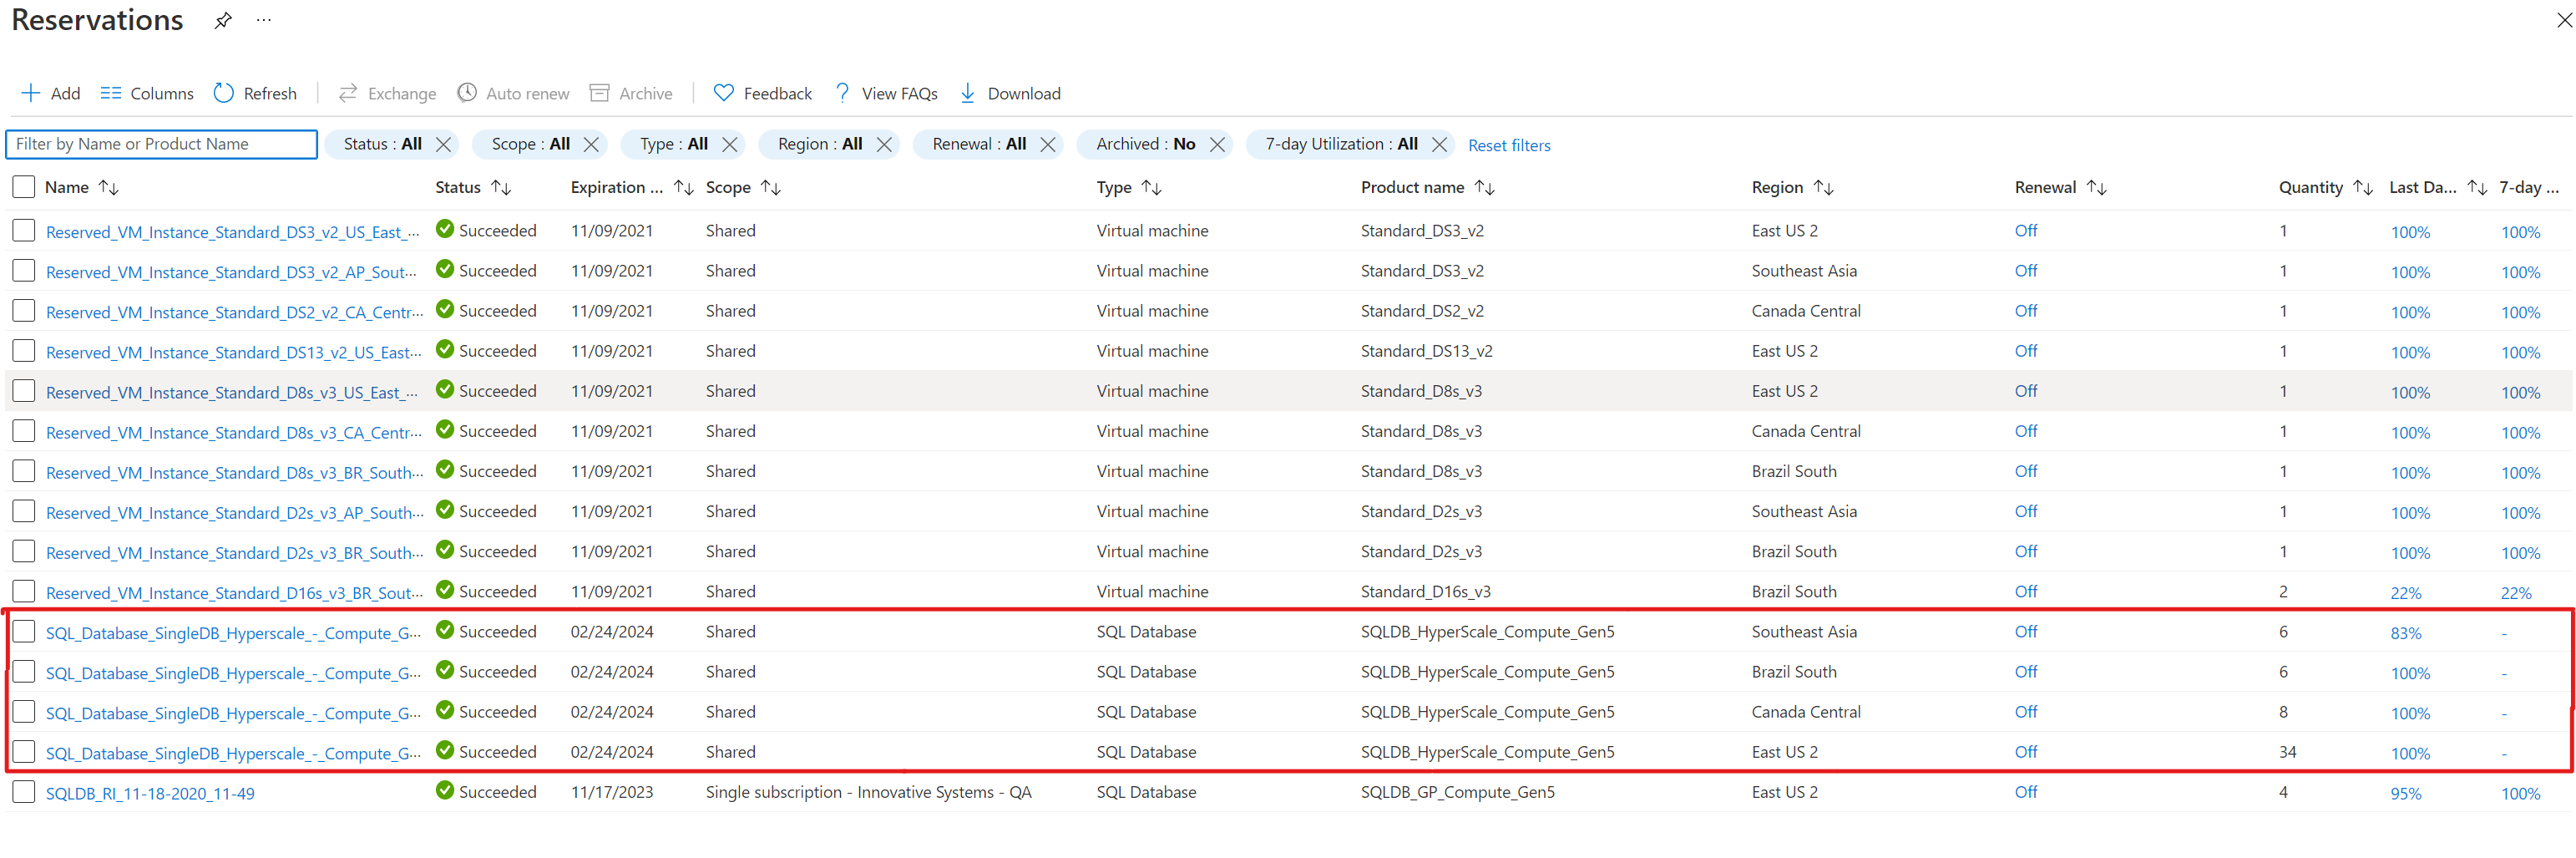 Reservations ...
Add Columns Refresh Exchange Auto renew Archive Feedback View FAQs Download
Filter by Name or Product Name Status : All Scope : All Type : All Region : All Renewal : All Archived : No 7-day Utilization : All Reset filters
Name Status Expiration ... Scope Type Product name Region Renewal Quantity Last Da... 7-day ...
Reserved_VM_Instance_Standard_DS3_v2_US_East_... Succeeded 11/09/2021 Shared Virtual machine Standard_DS3_v2 East US 2 Off 1 100% 100%
Reserved_VM_Instance_Standard_DS3_v2_AP_Sout... Succeeded 11/09/2021 Shared Virtual machine Standard_DS3_v2 Southeast Asia Off 1 100% 100%
Reserved_VM_Instance_Standard_DS2_v2_CA_Centr... Succeeded 11/09/2021 Shared Virtual machine Standard_DS2_v2 Canada Central Off 1 100% 100%
Reserved_VM_Instance_Standard_DS13_v2_US_East... Succeeded 11/09/2021 Shared Virtual machine Standard_DS13_v2 East US 2 Off 1 100% 100%
Reserved_VM_Instance_Standard_D8s_v3_US_East_... Succeeded 11/09/2021 Shared Virtual machine Standard_D8s_v3 East US 2 Off 1 100% 100%
Reserved_VM_Instance_Standard_D8s_v3_CA_Centr... Succeeded 11/09/2021 Shared Virtual machine Standard_D8s_v3 Canada Central Off 1 100% 100%
Reserved_VM_Instance_Standard_D8s_v3_BR_South... Succeeded 11/09/2021 Shared Virtual machine Standard_D8s_v3 Brazil South Off 1 100% 100%
Reserved_VM_Instance_Standard_D2s_v3_AP_South... Succeeded 11/09/2021 Shared Virtual machine Standard_D2s_v3 Southeast Asia Off 1 100% 100%
Reserved_VM_Instance_Standard_D2s_v3_BR_South... Succeeded 11/09/2021 Shared Virtual machine Standard_D2s_v3 Brazil South Off 1 100% 100%
Reserved_VM_Instance_Standard_D16s_v3_BR_Sout... Succeeded 11/09/2021 Shared Virtual machine Standard_D16s_v3 Brazil South Off 2 22% 22%
SQL_Database_SingleDB_Hyperscale_-_Compute_G... Succeeded 02/24/2024 Shared SQL Database SQLDB_HyperScale_Compute_Gen5 Southeast Asia Off 6 83% -
SQL_Database_SingleDB_Hyperscale_-_Compute_G... Succeeded 02/24/2024 Shared SQL Database SQLDB_HyperScale_Compute_Gen5 Brazil South Off 6 100% -
SQL_Database_SingleDB_Hyperscale_-_Compute_G... Succeeded 02/24/2024 Shared SQL Database SQLDB_HyperScale_Compute_Gen5 Canada Central Off 8 100% -
SQL_Database_SingleDB_Hyperscale_-_Compute_G... Succeeded 02/24/2024 Shared SQL Database SQLDB_HyperScale_Compute_Gen5 East US 2 Off 34 100% -
SQLDB_RI_11-18-2020_11-49 Succeeded 11/17/2023 Single subscription - Innovative Systems - QA SQL Database SQLDB_GP_Compute_Gen5 East US 2 Off 4 95% 100%